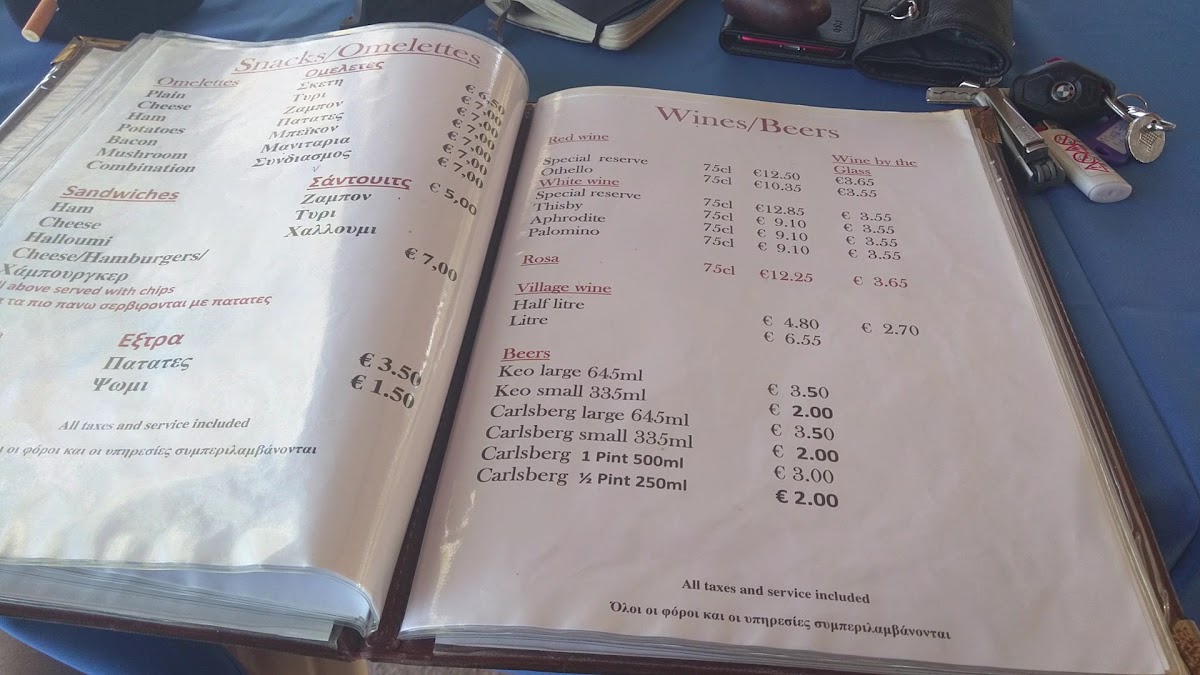 Snacks/Omelettes
Omelettes Ομελετες
Plain Σκετη € 6,50
Cheese Τυρι € 7,00
Ham Ζαμπον € 7,00
Potatoes Πατατες € 7,00
Bacon Μπεϊκον € 7,00
Mushroom Μανιταρια € 7,00
Combination Συνδιασμος € 7,00
Sandwiches Σάντουιτς
Ham Ζαμπον € 5,00
Cheese Τυρι
Halloumi Χαλλουμι
Cheese/Hamburgers/
Χάμπουργκερ € 7,00
above served with chips
τα πιο πανω σερβιρονται με πατατες
Εξτρα
Πατατες € 3.50
Ψωμι € 1.50
All taxes and service included
οι φόροι και οι υπηρεσίες συμπεριλαμβάνονται
Wines/Beers
Red wine Wine by the
Glass
Special reserve 75cl €12.50 €3.65
Othello 75cl €10.35 €3.55
White wine
Special reserve 75cl €12.85 € 3.55
Thisby 75cl € 9.10 € 3.55
Aphrodite 75cl € 9.10 € 3.55
Palomino 75cl € 9.10 € 3.55
Rosa 75cl €12.25 € 3.65
Village wine
Half litre € 4.80 € 2.70
Litre € 6.55
Beers
Keo large 645ml € 3.50
Keo small 335ml € 2.00
Carlsberg large 645ml € 3.50
Carlsberg small 335ml € 2.00
Carlsberg 1 Pint 500ml € 3.00
Carlsberg ½ Pint 250ml € 2.00
All taxes and service included
Όλοι οι φόροι και οι υπηρεσίες συμπεριλαμβάνονται
BMW